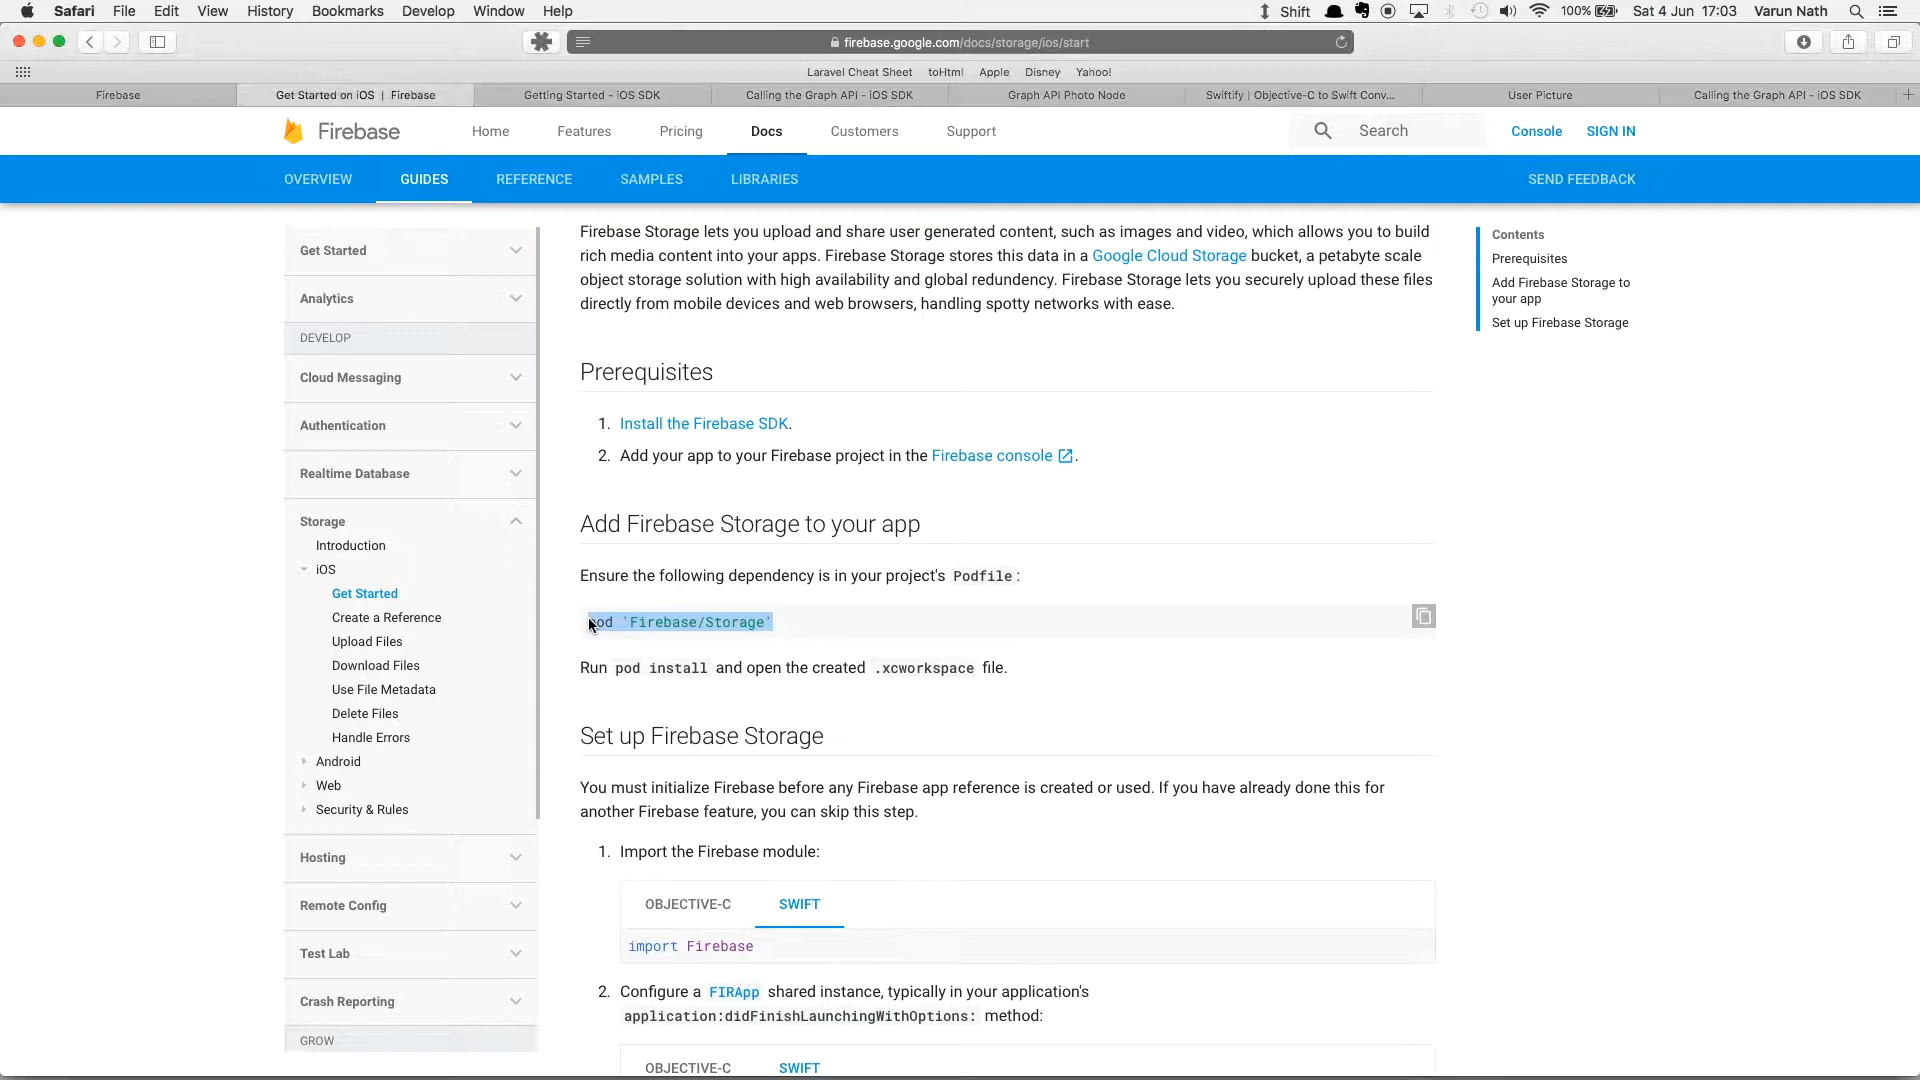 Safari File Edit View History Bookmarks Develop Window Help
Shift 100% Sat 4 Jun 17:03 Varun Nath
firebase.google.com/docs/storage/ios/start
Laravel Cheat Sheet toHtml Apple Disney Yahoo!
Firebase Get Started on iOS | Firebase Getting Started - iOS SDK Calling the Graph API - iOS SDK Graph API Photo Node Swiftify | Objective-C to Swift Conv... User Picture Calling the Graph API - iOS SDK
Firebase Home Features Pricing Docs Customers Support Search Console SIGN IN
OVERVIEW GUIDES REFERENCE SAMPLES LIBRARIES SEND FEEDBACK
Get Started
Analytics
DEVELOP
Cloud Messaging
Authentication
Realtime Database
Storage
Introduction
iOS
Get Started
Create a Reference
Upload Files
Download Files
Use File Metadata
Delete Files
Handle Errors
Android
Web
Security & Rules
Hosting
Remote Config
Test Lab
Crash Reporting
GROW
Firebase Storage lets you upload and share user generated content, such as images and video, which allows you to build
rich media content into your apps. Firebase Storage stores this data in a Google Cloud Storage bucket, a petabyte scale
object storage solution with high availability and global redundancy. Firebase Storage lets you securely upload these files
directly from mobile devices and web browsers, handling spotty networks with ease.
Prerequisites
1. Install the Firebase SDK.
2. Add your app to your Firebase project in the Firebase console.
Add Firebase Storage to your app
Ensure the following dependency is in your project's Podfile:
pod 'Firebase/Storage'
Run pod install and open the created .xcworkspace file.
Set up Firebase Storage
You must initialize Firebase before any Firebase app reference is created or used. If you have already done this for
another Firebase feature, you can skip this step.
1. Import the Firebase module:
OBJECTIVE-C SWIFT
import Firebase
2. Configure a FIRApp shared instance, typically in your application's
application:didFinishLaunchingWithOptions: method:
OBJECTIVE-C SWIFT
Contents
Prerequisites
Add Firebase Storage to
your app
Set up Firebase Storage